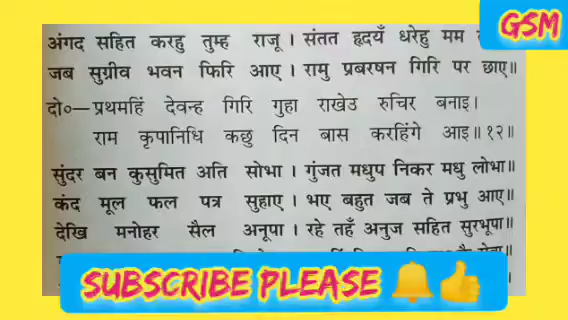 GSM
अंगद सहित करहु तुम्ह राजू। संतत हृदयँ धरेहु मम
जब सुग्रीव भवन फिरि आए। रामु प्रबरषन गिरि पर छाए॥
दो०—प्रथमहिं देवन्ह गिरि गुहा राखेउ रुचिर बनाइ।
राम कृपानिधि कछु दिन बास करहिंगे आइ॥१२॥
सुंदर बन कुसुमित अति सोभा। गुंजत मधुप निकर मधु लोभा॥
कंद मूल फल पत्र सुहाए। भए बहुत जब ते प्रभु आए॥
देखि मनोहर सैल अनूपा। रहे तहँ अनुज सहित सुरभूपा॥
SUBSCRIBE PLEASE